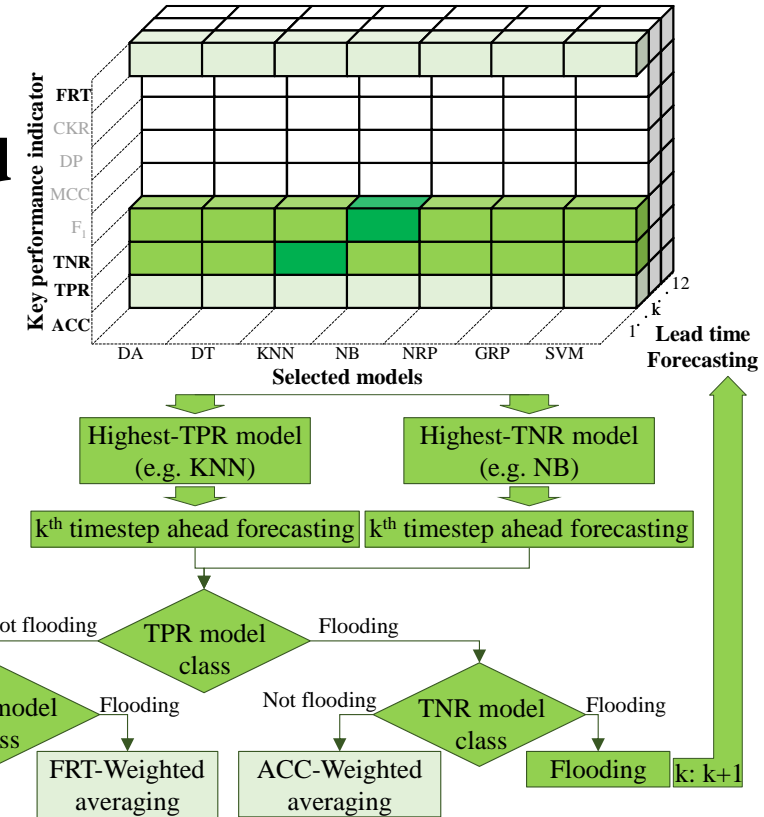 Key performance indicator
FRT
CKR
DP
MCC
F1
TNR
TPR
ACC
DA DT KNN NB NRP GRP SVM
Selected models
1 . k . . 12
Lead time
Forecasting
Highest-TPR model
(e.g. KNN)
Highest-TNR model
(e.g. NB)
kth timestep ahead forecasting
kth timestep ahead forecasting
flooding
TPR model
class
Flooding
model
Flooding
Not flooding
TNR model
class
Flooding
FRT-Weighted
averaging
ACC-Weighted
averaging
Flooding
k: k+1